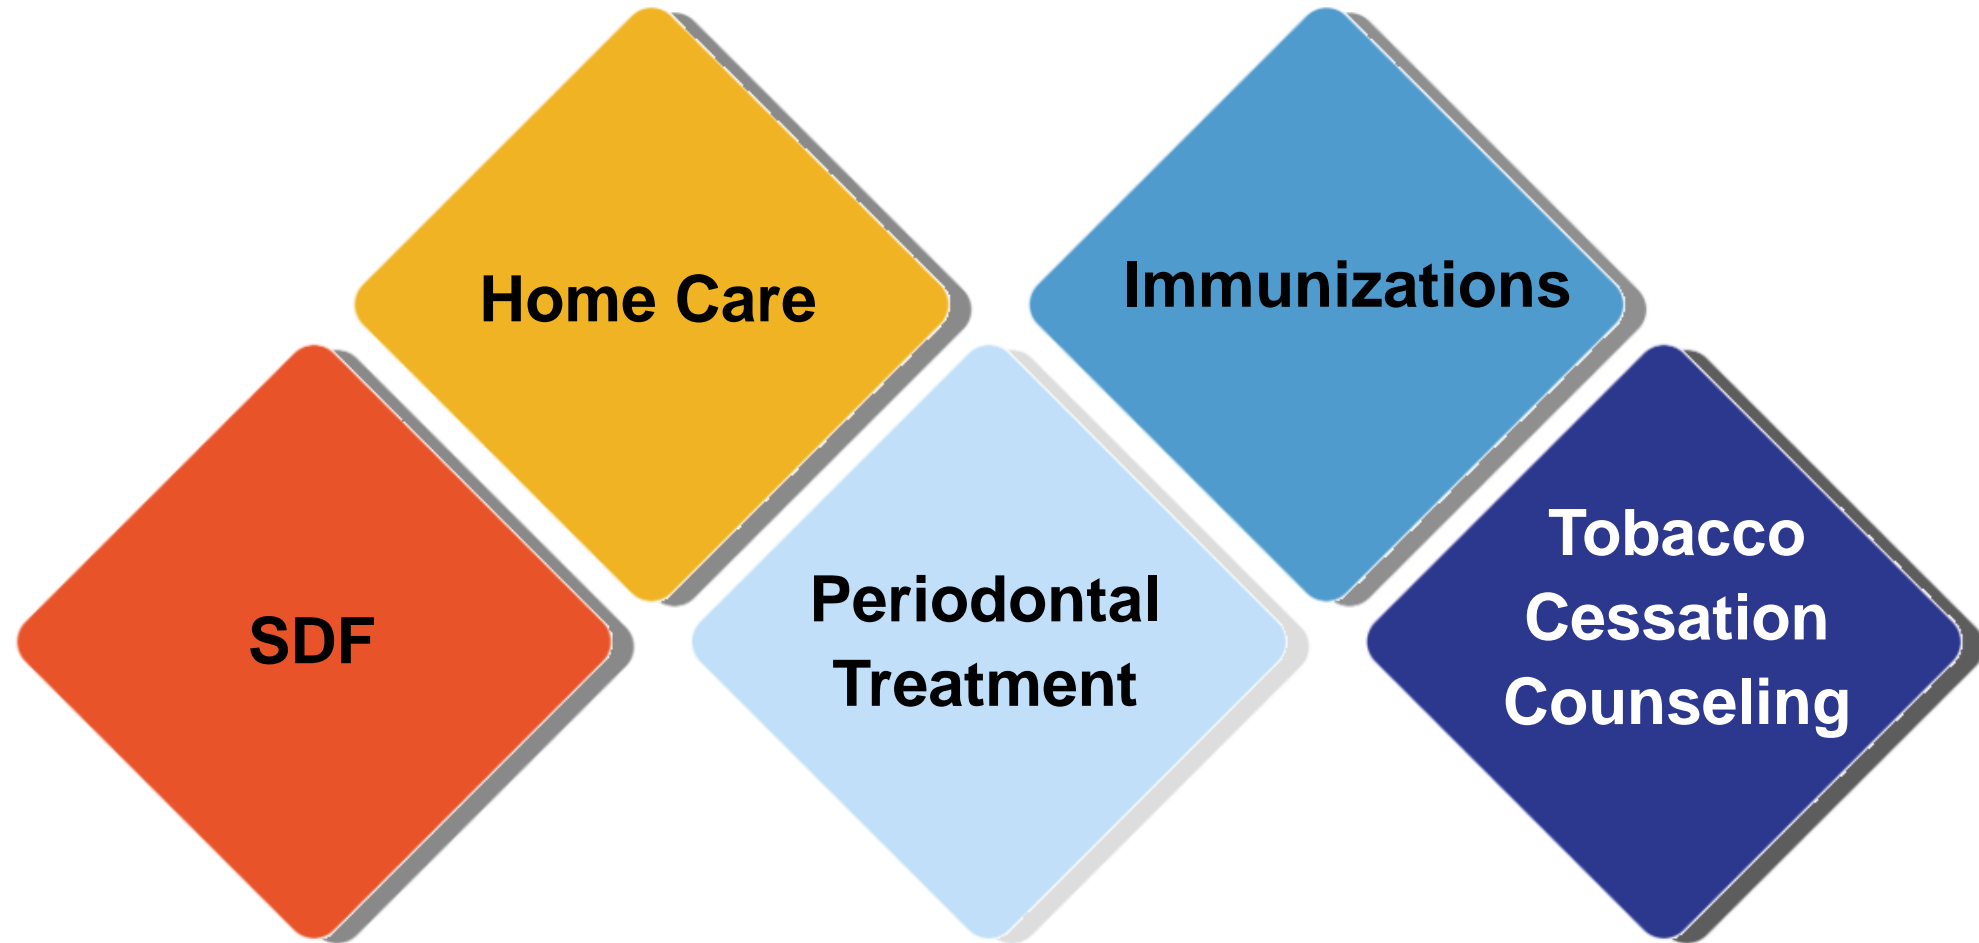 Home Care
Immunizations
SDF
Periodontal
Treatment
Tobacco
Cessation
Counseling